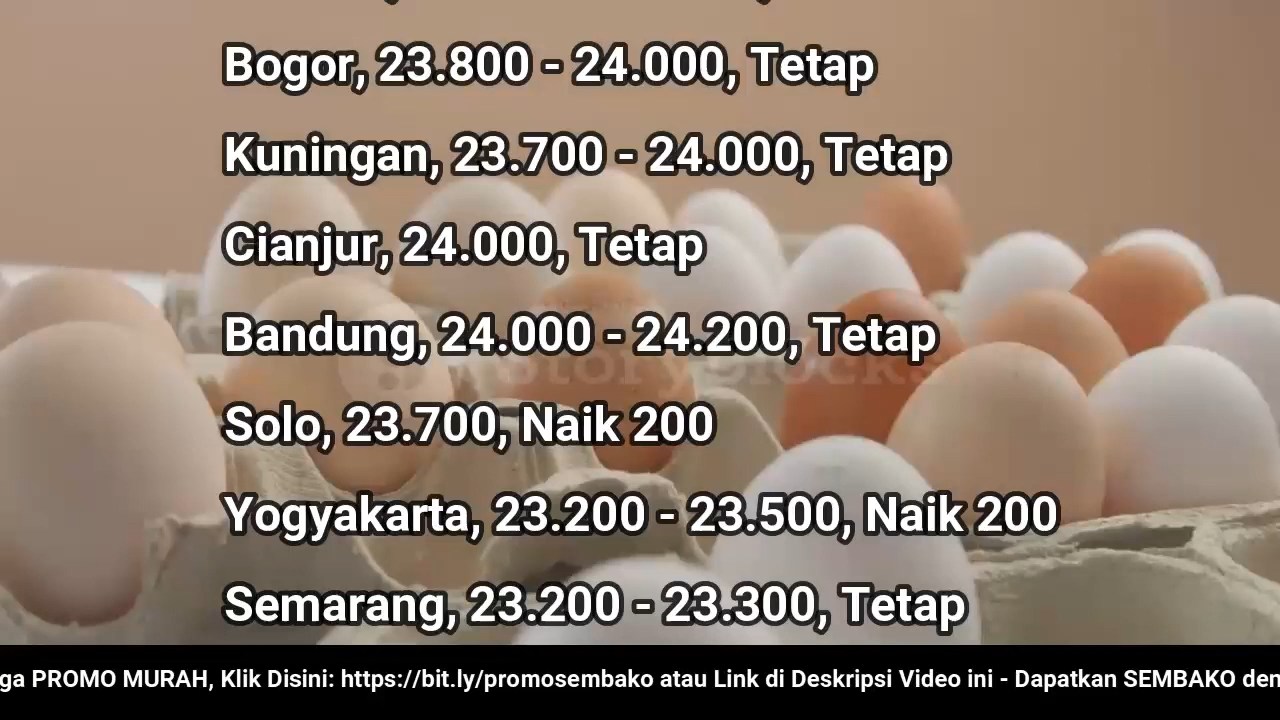 Bogor, 23.800 - 24.000, Tetap
Kuningan, 23.700 - 24.000, Tetap
Cianjur, 24.000, Tetap
Bandung, 24.000 - 24.200, Tetap
Solo, 23.700, Naik 200
Yogyakarta, 23.200 - 23.500, Naik 200
Semarang, 23.200 - 23.300, Tetap
ga PROMO MURAH, Klik Disini: https://bit.ly/promosembako atau Link di Deskripsi Video ini - Dapatkan SEMBAKO den